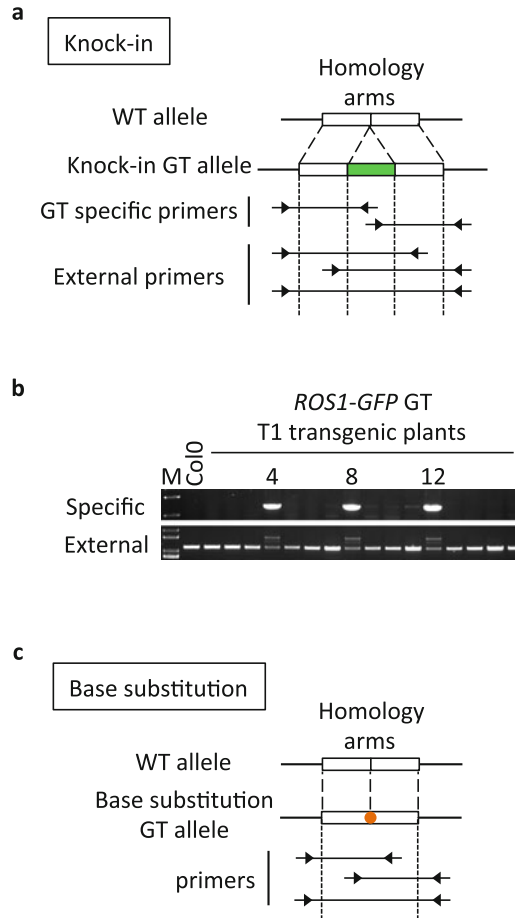 a
Knock-in
Homology
arms
WT allele
Knock-in GT allele
GT specific primers
External primers
b
ROS1-GFP GT
T1 transgenic plants
M Col0 4 8 12
Specific
External
c
Base substitution
Homology
arms
WT allele
Base substitution
GT allele
primers